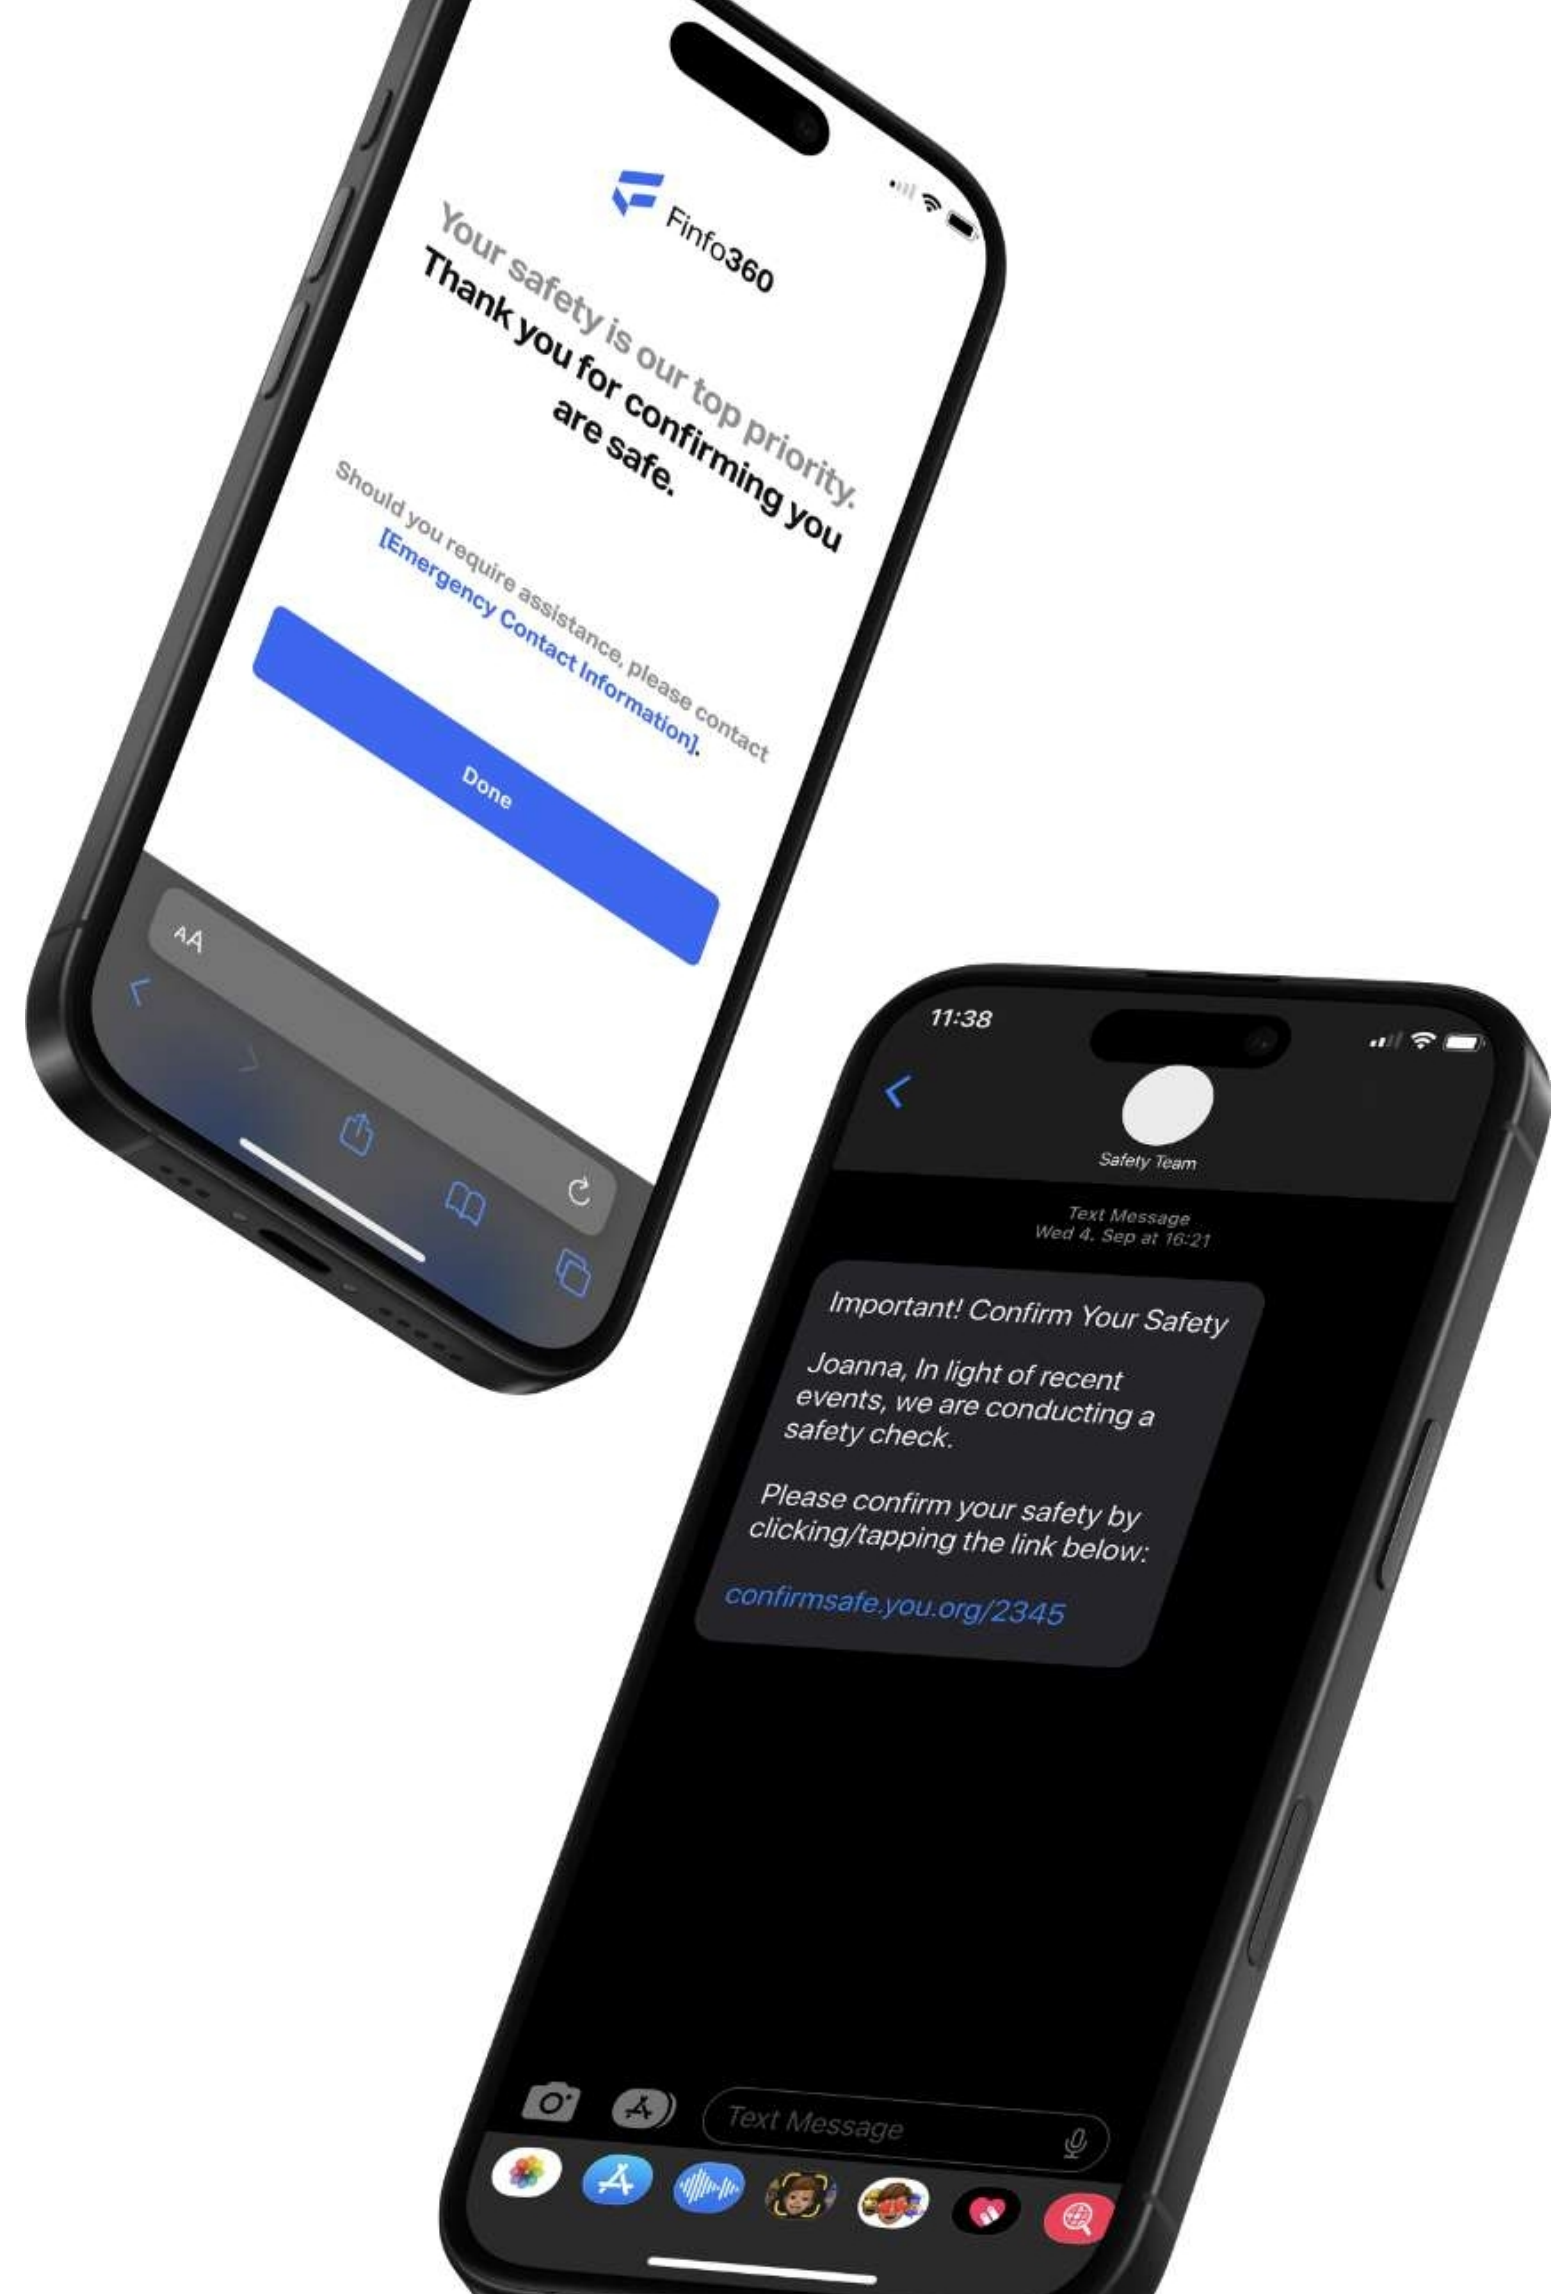 Finfo360
Your safety is our top priority.
Thank you for confirming you
are safe.
Should you require assistance, please contact
[Emergency Contact Information].
Done
AA
11:38
Safety Team
Text Message
Wed 4. Sep at 16:21
Important! Confirm Your Safety
Joanna, In light of recent
events, we are conducting a
safety check.
Please confirm your safety by
clicking/tapping the link below:
confirmsafe.you.org/2345
Text Message